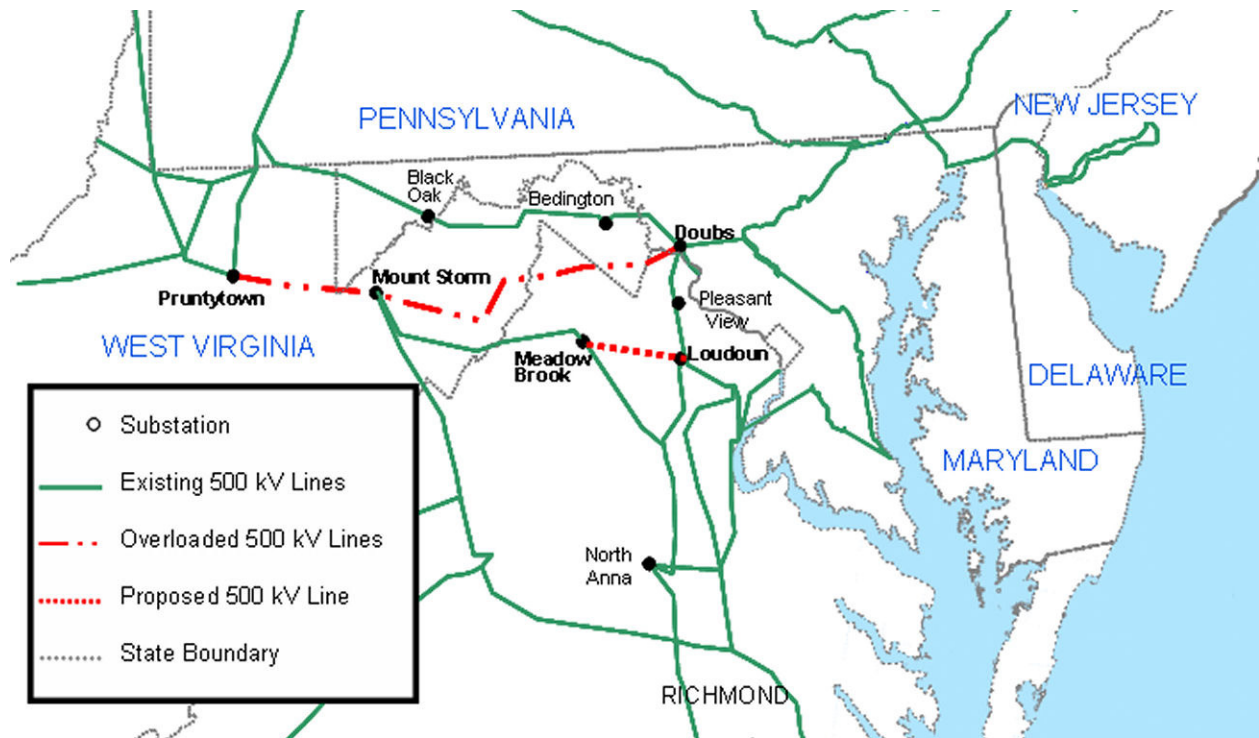 PENNSYLVANIA
NEW JERSEY
Black
Oak
Bedington
Doubs
Mount Storm
Pruntytown
Pleasant
View
WEST VIRGINIA
Meadow
Brook
Loudoun
DELAWARE
MARYLAND
North
Anna
RICHMOND
Substation
Existing 500 kV Lines
Overloaded 500 kV Lines
Proposed 500 kV Line
State Boundary